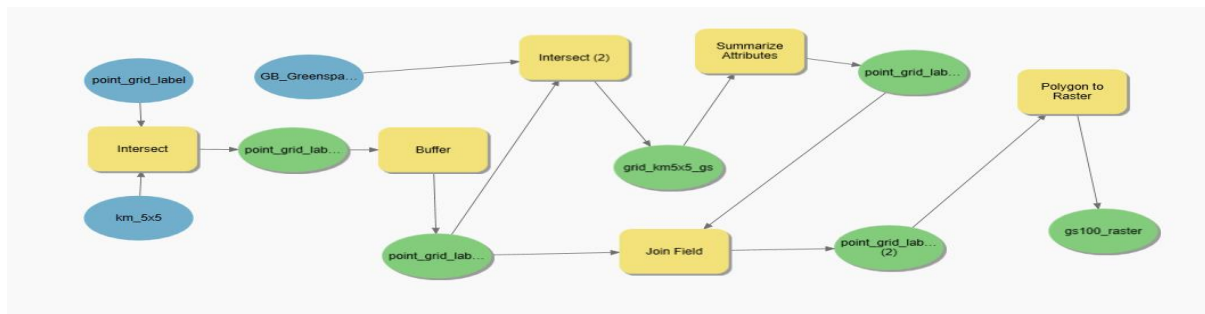 point_grid_label
GB_Greenspa...
Intersect (2)
Summarize
Attributes
point_grid_lab...
Polygon to
Raster
Intersect
point_grid_lab...
Buffer
grid_km5x5_gs
km_5x5
point_grid_lab...
Join Field
point_grid_lab...
(2)
gs100_raster